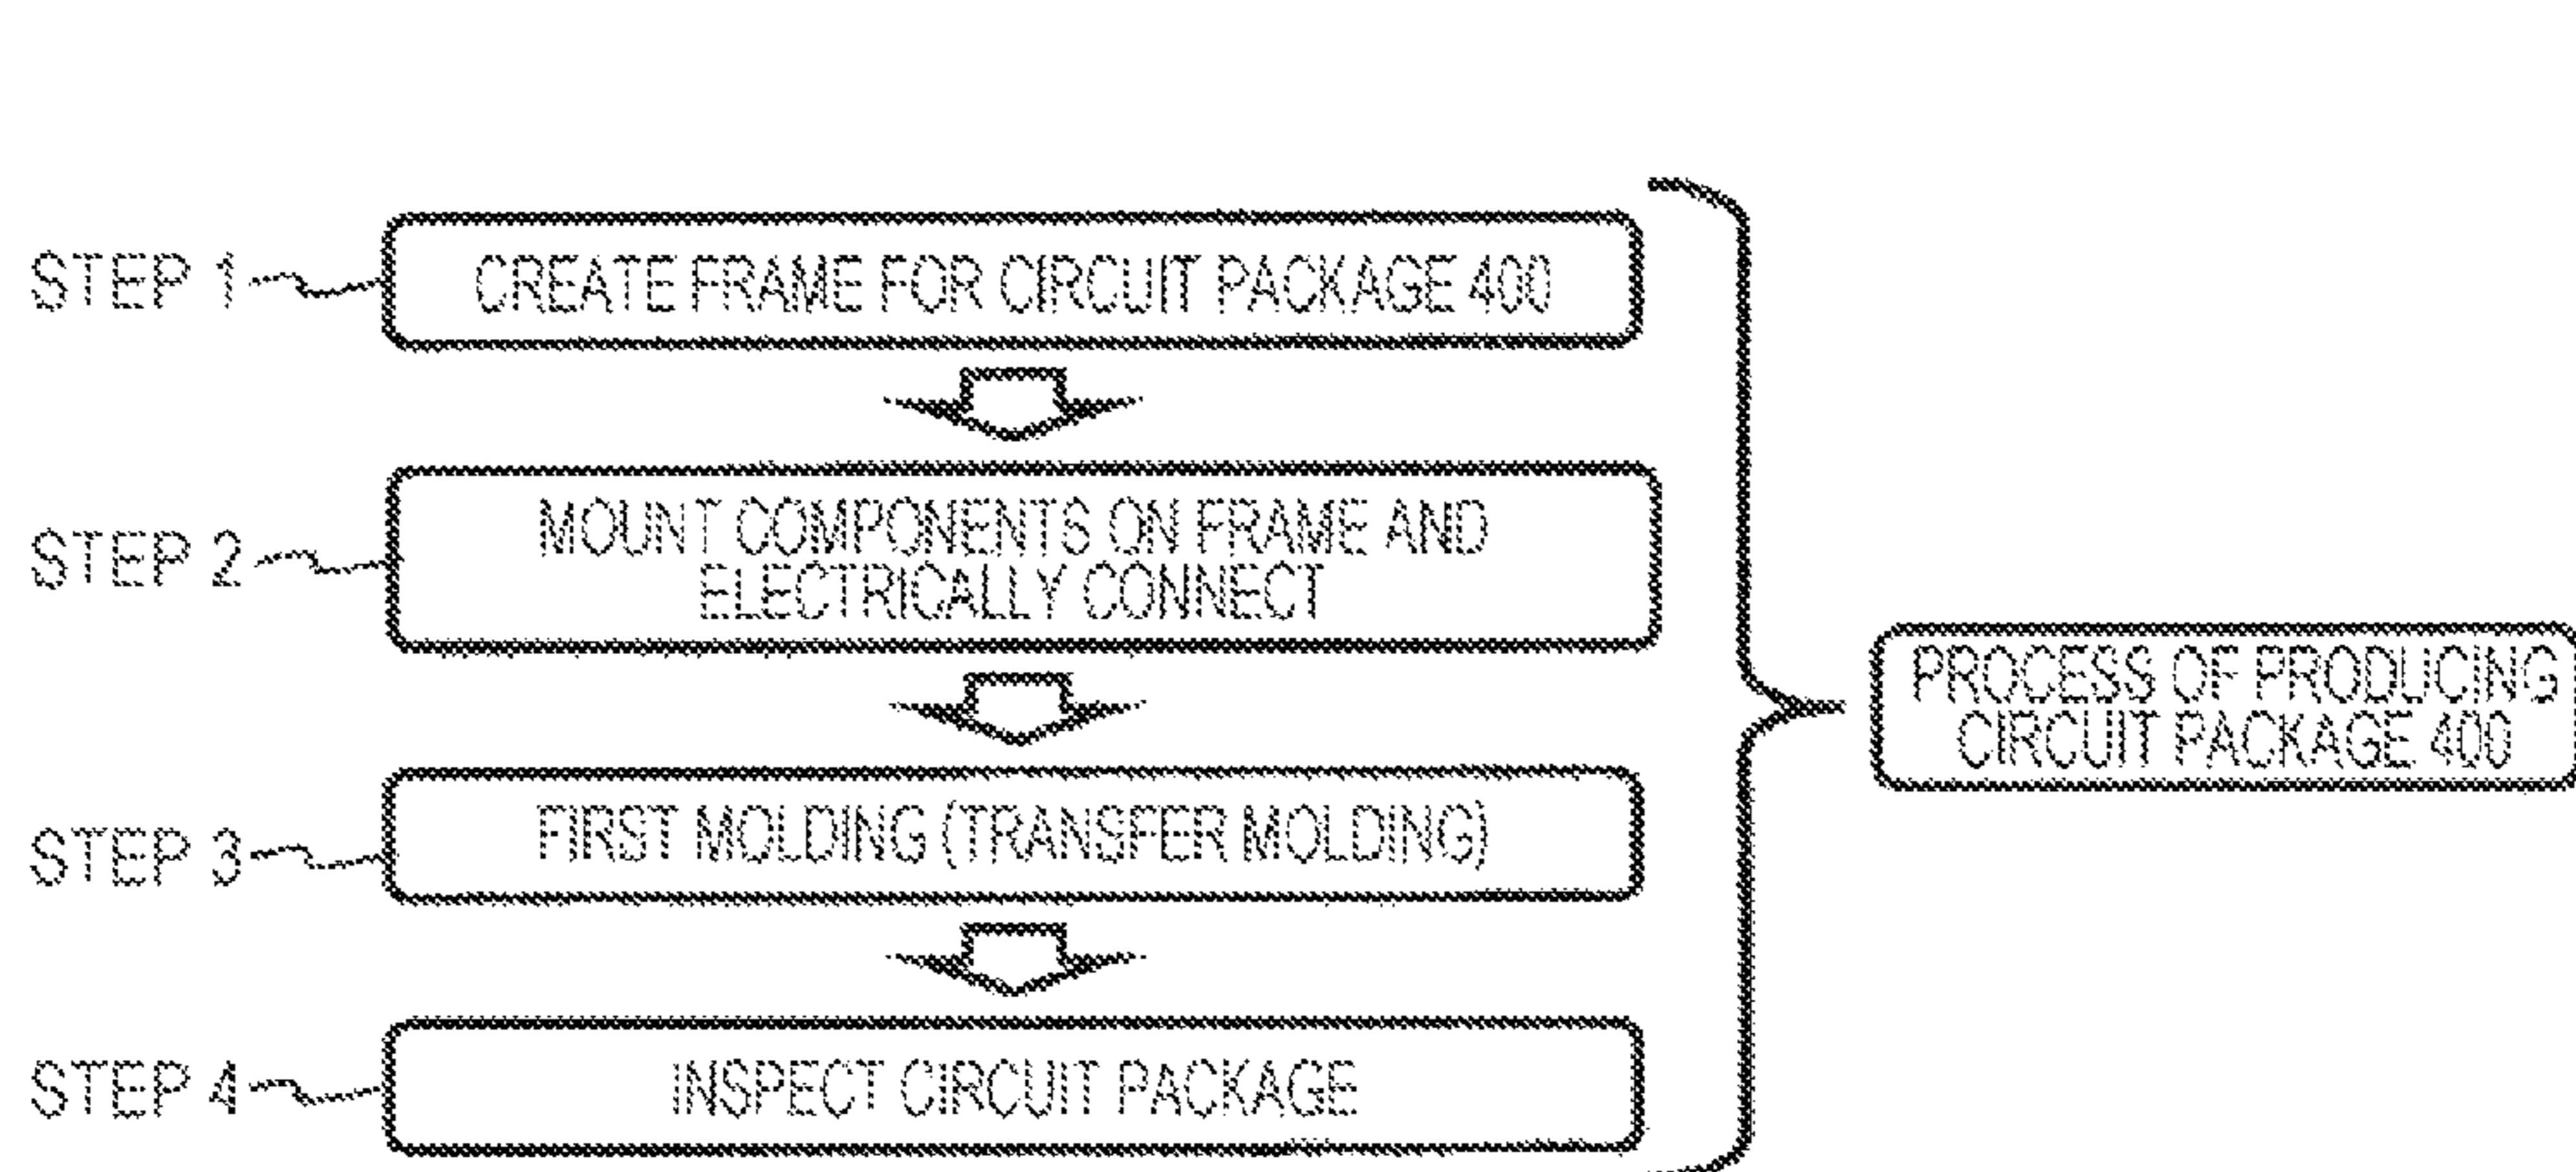 STEP 1
CREATE FRAME FOR CIRCUIT PACKAGE 400
STEP 2
MOUNT COMPONENTS ON FRAME AND
ELECTRICALLY CONNECT
STEP 3
FIRST MOLDING (TRANSFER MOLDING)
STEP 4
INSPECT CIRCUIT PACKAGE
PROCESS OF PRODUCING
CIRCUIT PACKAGE 400